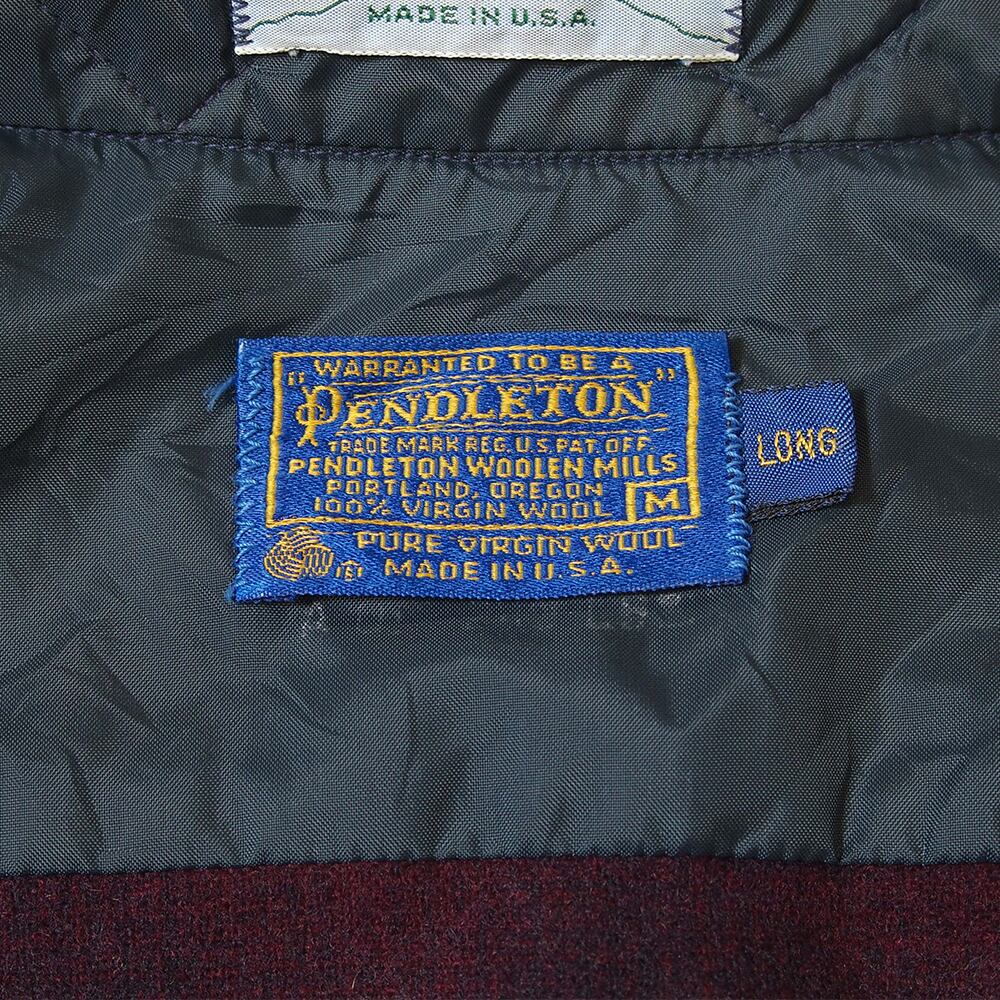 MADE IN U.S.A.
"WARRANTED TO BE A
PENDLETON"
TRADE MARK REG. U.S. PAT. OFF
PENDLETON WOOLEN MILLS
PORTLAND, OREGON
100% VIRGIN WOOL M
PURE VIRGIN WOOL
R MADE IN U.S.A.
LONG